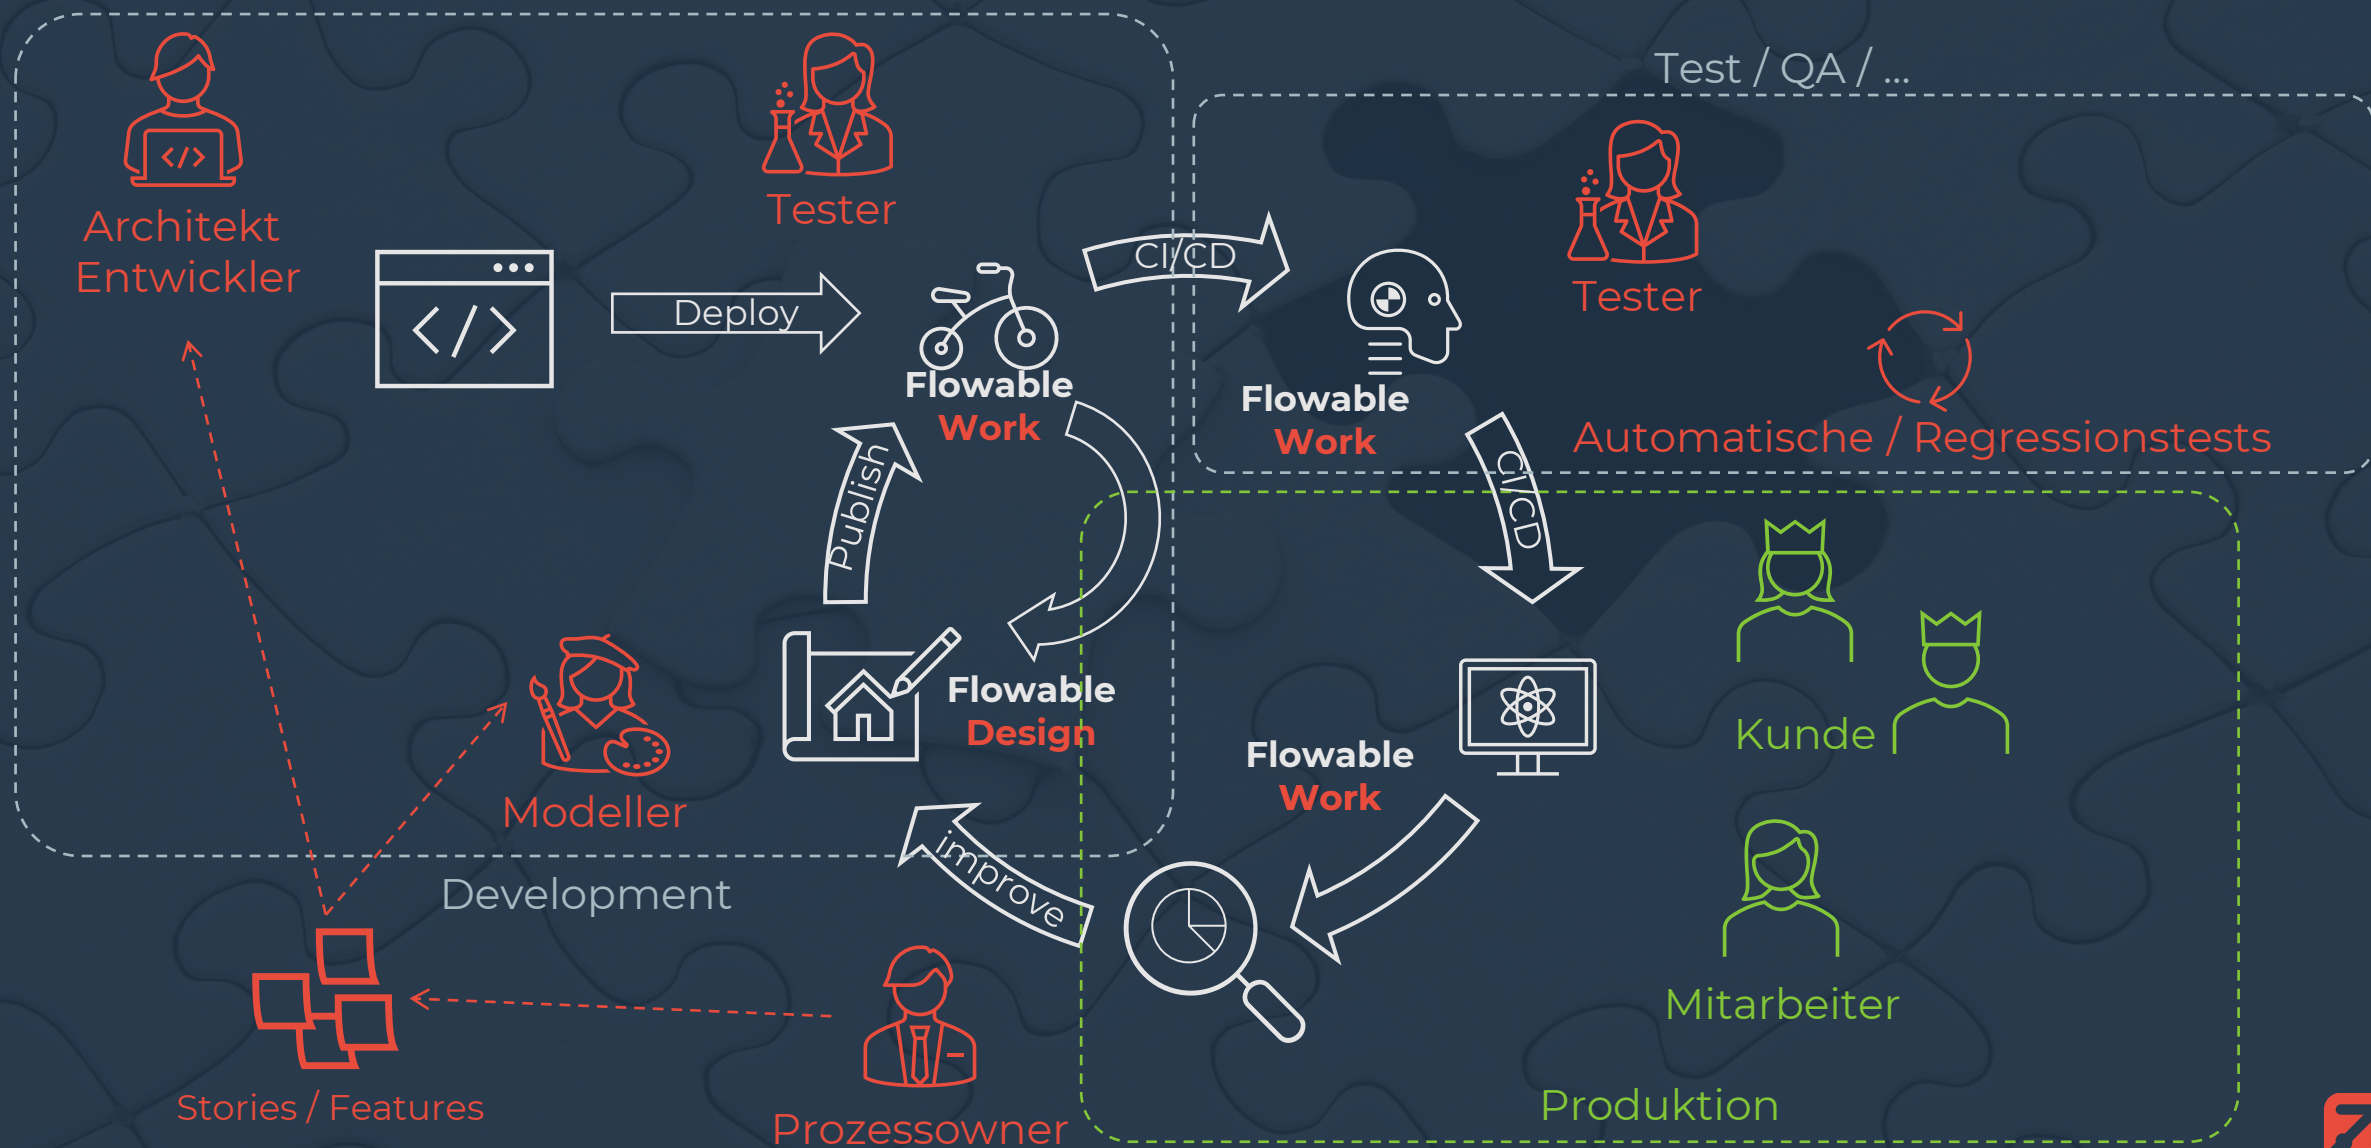 Test / QA / ...
Architekt
Entwickler
</>
Tester
</>
Deploy
CI/CD
Flowable
Work
Tester
Flowable
Work
Automatische / Regressionstests
Publish
CI/CD
Flowable
Design
Modeller
Development
Flowable
Work
Kunde
improve
Mitarbeiter
Stories / Features
Prozessowner
Produktion